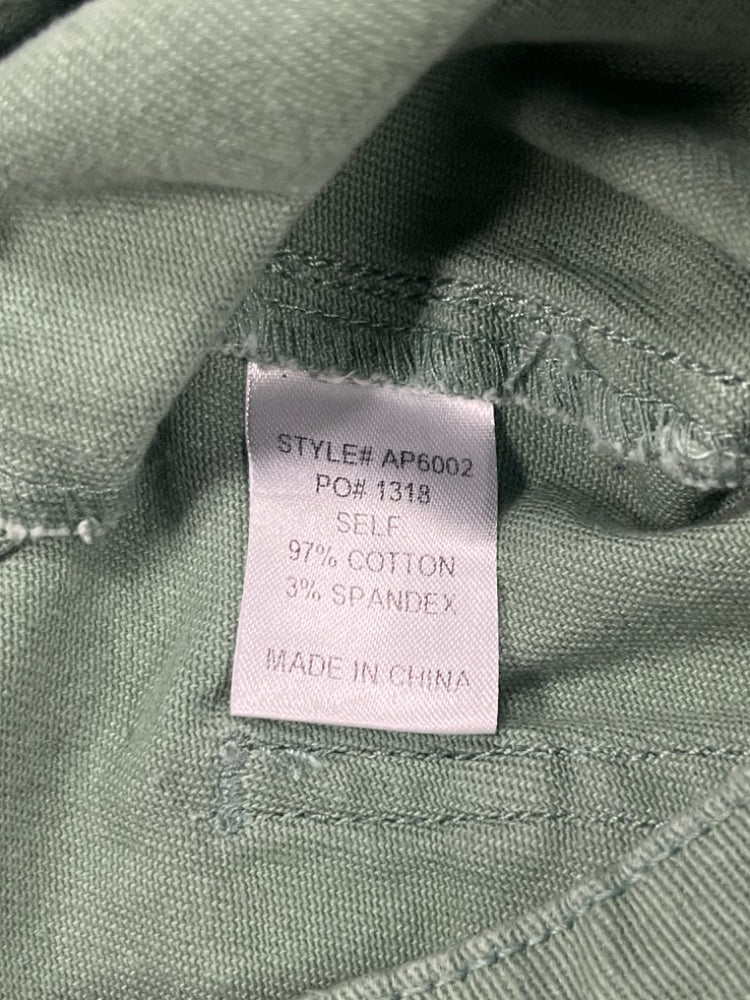 STYLE# AP6002
PO# 1318
SELF
97% COTTON
3% SPANDEX
MADE IN CHINA